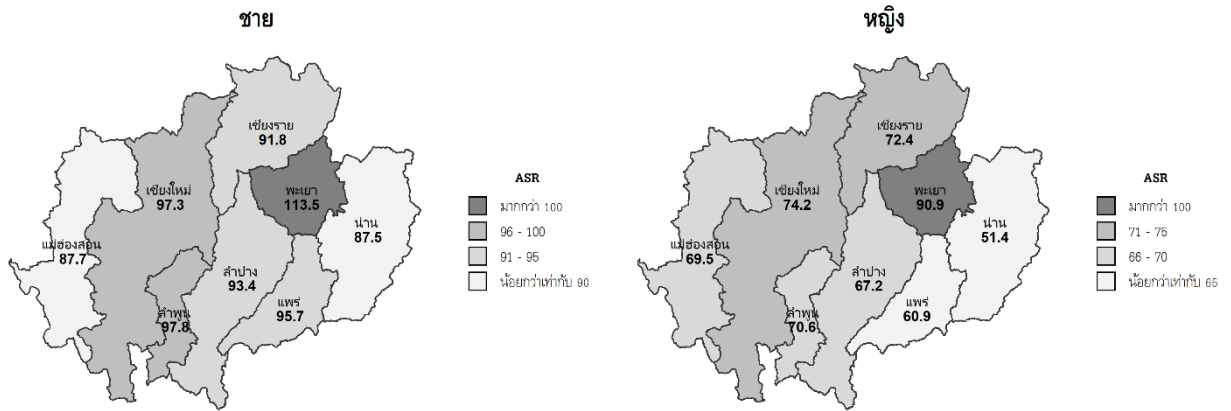 ชาย
เชียงราย
91.8
เชียงใหม่
97.3
พะเยา
113.5
น่าน
87.5
แม่ฮ่องสอน
87.7
ลำปาง
93.4
แพร่
95.7
ลำพูน
97.8
ASR
มากกว่า 100
96 - 100
91 - 95
น้อยกว่าเท่ากับ 90
หญิง
เชียงราย
72.4
เชียงใหม่
74.2
พะเยา
90.9
น่าน
51.4
แม่ฮ่องสอน
69.5
ลำปาง
67.2
แพร่
60.9
ลำพูน
70.6
ASR
มากกว่า 100
71 - 75
66 - 70
น้อยกว่าเท่ากับ 65